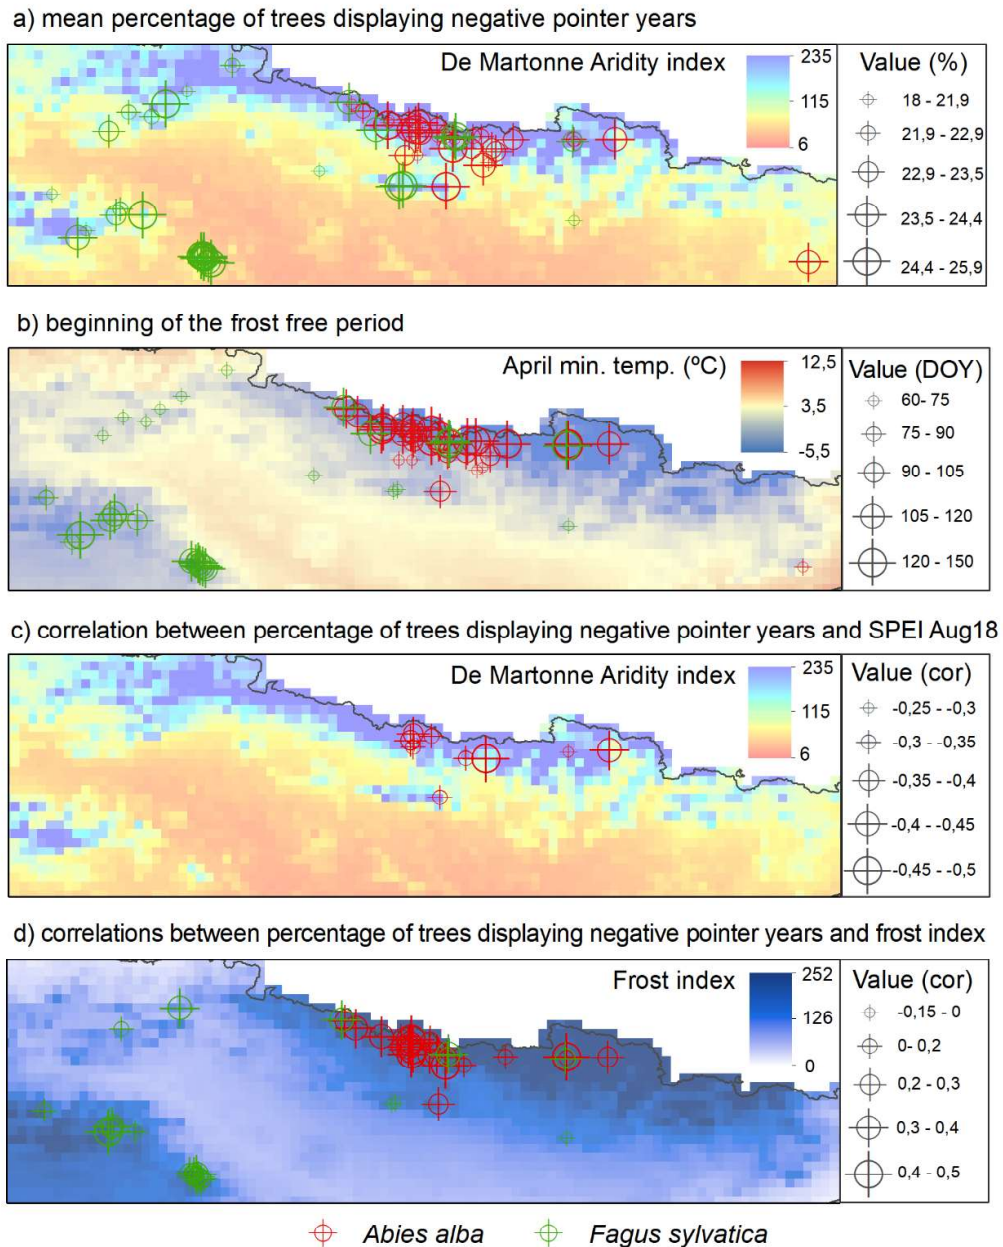 a) mean percentage of trees displaying negative pointer years
De Martonne Aridity index
235
115
6
Value (%)
18 - 21,9
21,9 - 22,9
22,9 - 23,5
23,5 - 24,4
24,4 - 25,9
b) beginning of the frost free period
April min. temp. (ºC)
12,5
3,5
-5,5
Value (DOY)
60- 75
75 - 90
90 - 105
105 - 120
120 - 150
c) correlation between percentage of trees displaying negative pointer years and SPEI Aug18
De Martonne Aridity index
235
115
6
Value (cor)
-0,25 - -0,3
-0,3 - -0,35
-0,35 - -0,4
-0,4 - -0,45
-0,45 - -0,5
d) correlations between percentage of trees displaying negative pointer years and frost index
Frost index
252
126
0
Value (cor)
-0,15 - 0
0- 0,2
0,2 - 0,3
0,3 - 0,4
0,4 - 0,5
Abies alba
Fagus sylvatica